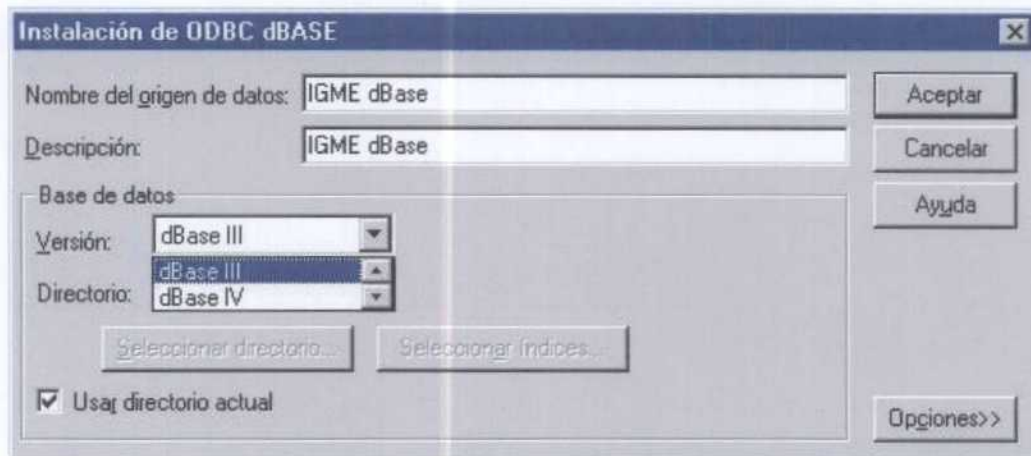 Instalación de ODBC dBASE
Nombre del origen de datos: IGME dBase
Aceptar
Descripción: IGME dBase
Cancelar
Base de datos
Ayuda
Versión: dBase III
dBase III
Directorio: dBase IV
Seleccionar directorio...
Seleccionar índices...
Usar directorio actual
Opciones>>